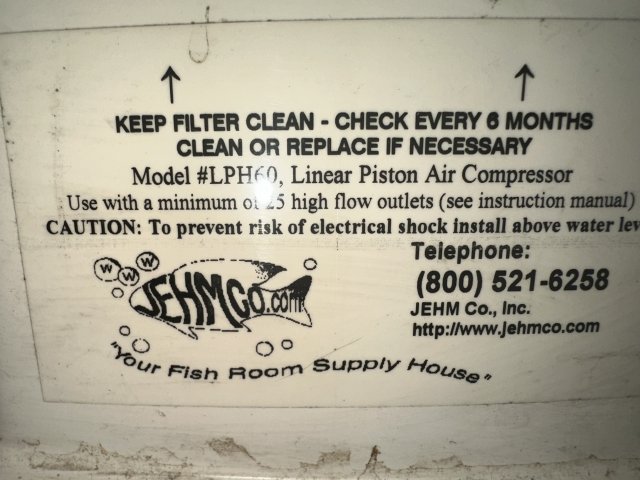 KEEP FILTER CLEAN - CHECK EVERY 6 MONTHS
CLEAN OR REPLACE IF NECESSARY
Model #LPH60, Linear Piston Air Compressor
Use with a minimum of 25 high flow outlets (see instruction manual)
CAUTION: To prevent risk of electrical shock install above water lev
Telephone:
(800) 521-6258
JEHM Co., Inc.
http://www.jehmco.com
W W W
JEHMCO.com
"Your Fish Room Supply House"